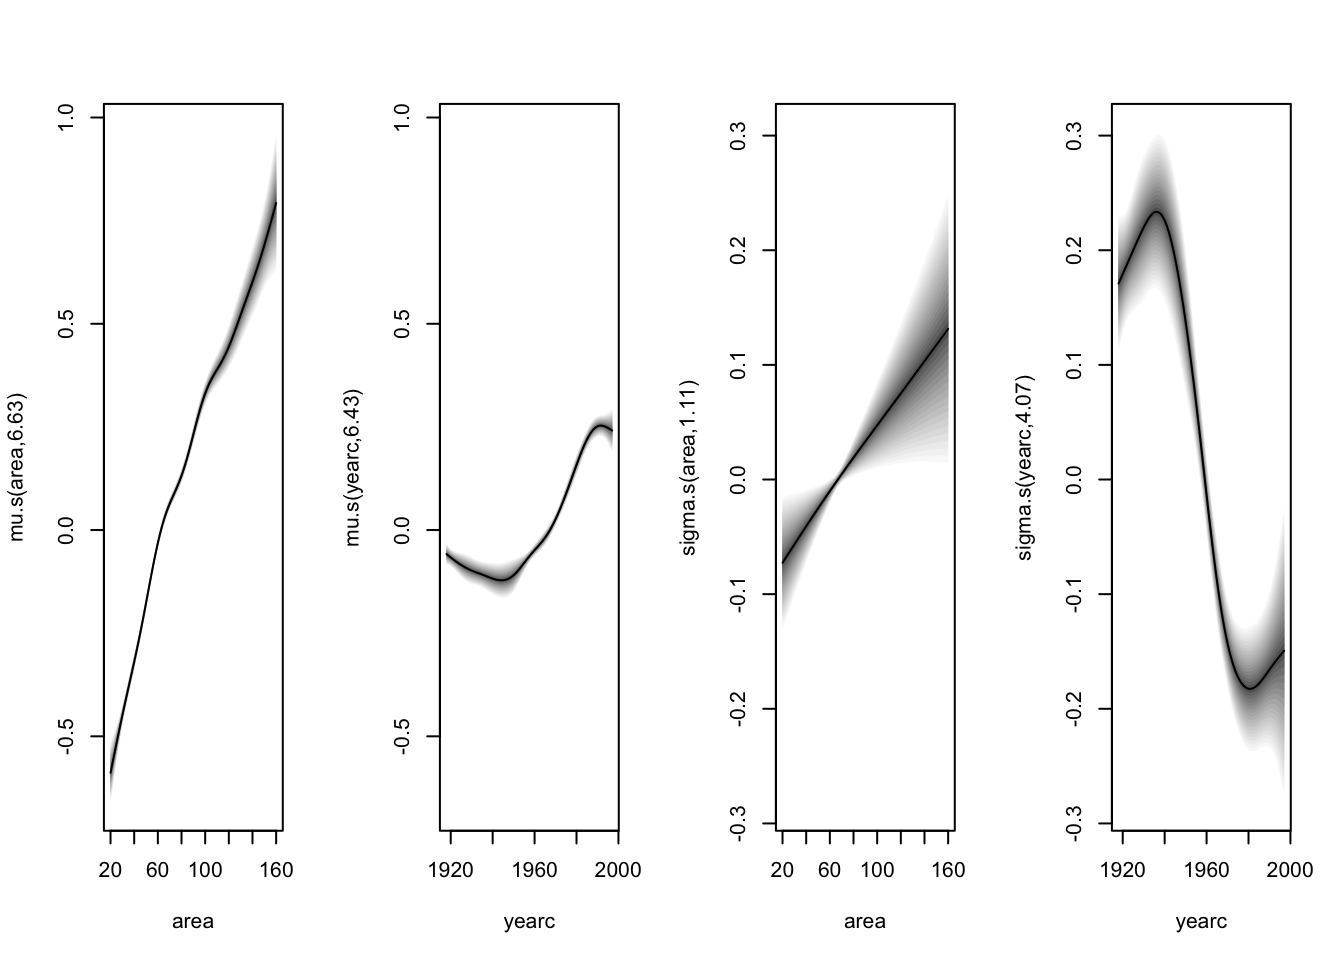 mu.s(area,6.63)
1.0
0.5
0.0
-0.5
20 60 100 160
area
mu.s(yearc,6.43)
1.0
0.5
0.0
-0.5
1920 1960 2000
yearc
sigma.s(area,1.11)
0.3
0.2
0.1
0.0
-0.1
-0.2
-0.3
20 60 100 160
area
sigma.s(yearc,4.07)
0.3
0.2
0.1
0.0
-0.1
-0.2
-0.3
1920 1960 2000
yearc